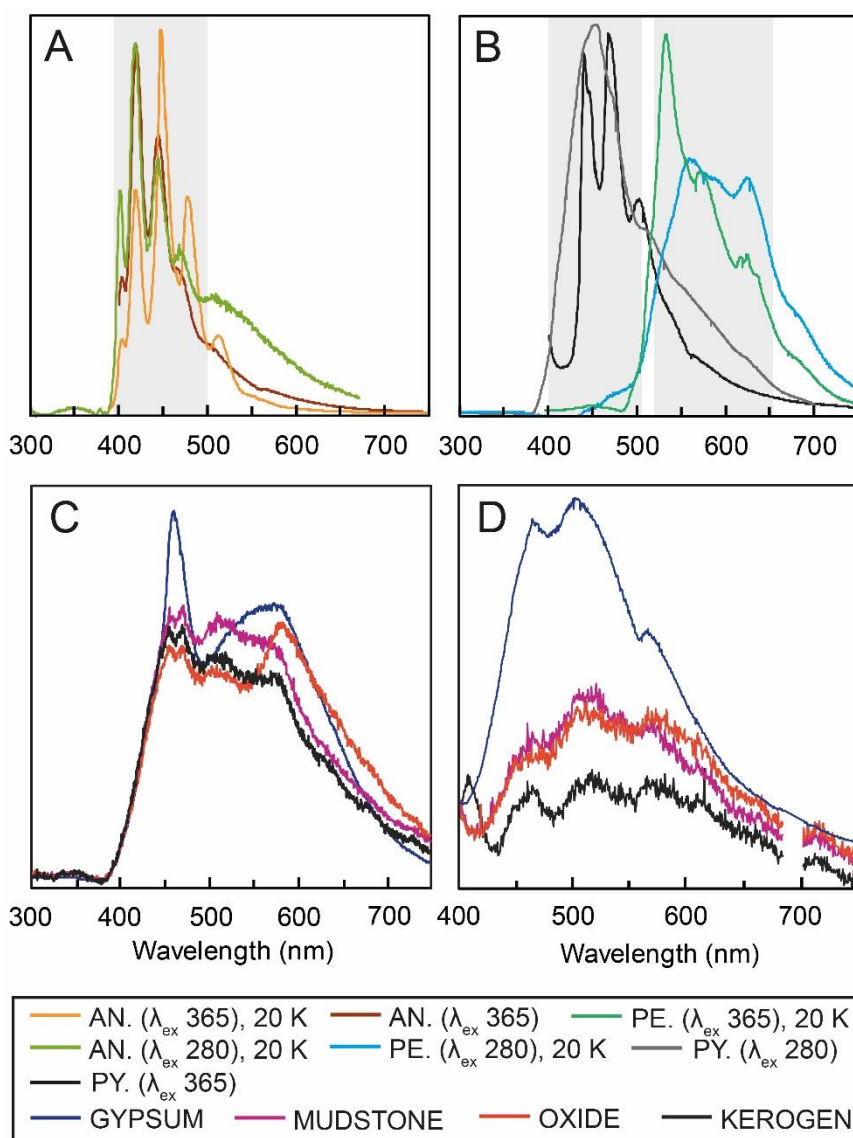 A
B
300 400 500 600 700
300 400 500 600 700
C
D
300 400 500 600 700
400 500 600 700
Wavelength (nm)
Wavelength (nm)
AN. (λex 365), 20 K AN. (λex 365) PE. (λex 365), 20 K
AN. (λex 280), 20 K PE. (λex 280), 20 K PY. (λex 280)
PY. (λex 365)
GYPSUM MUDSTONE OXIDE KEROGEN